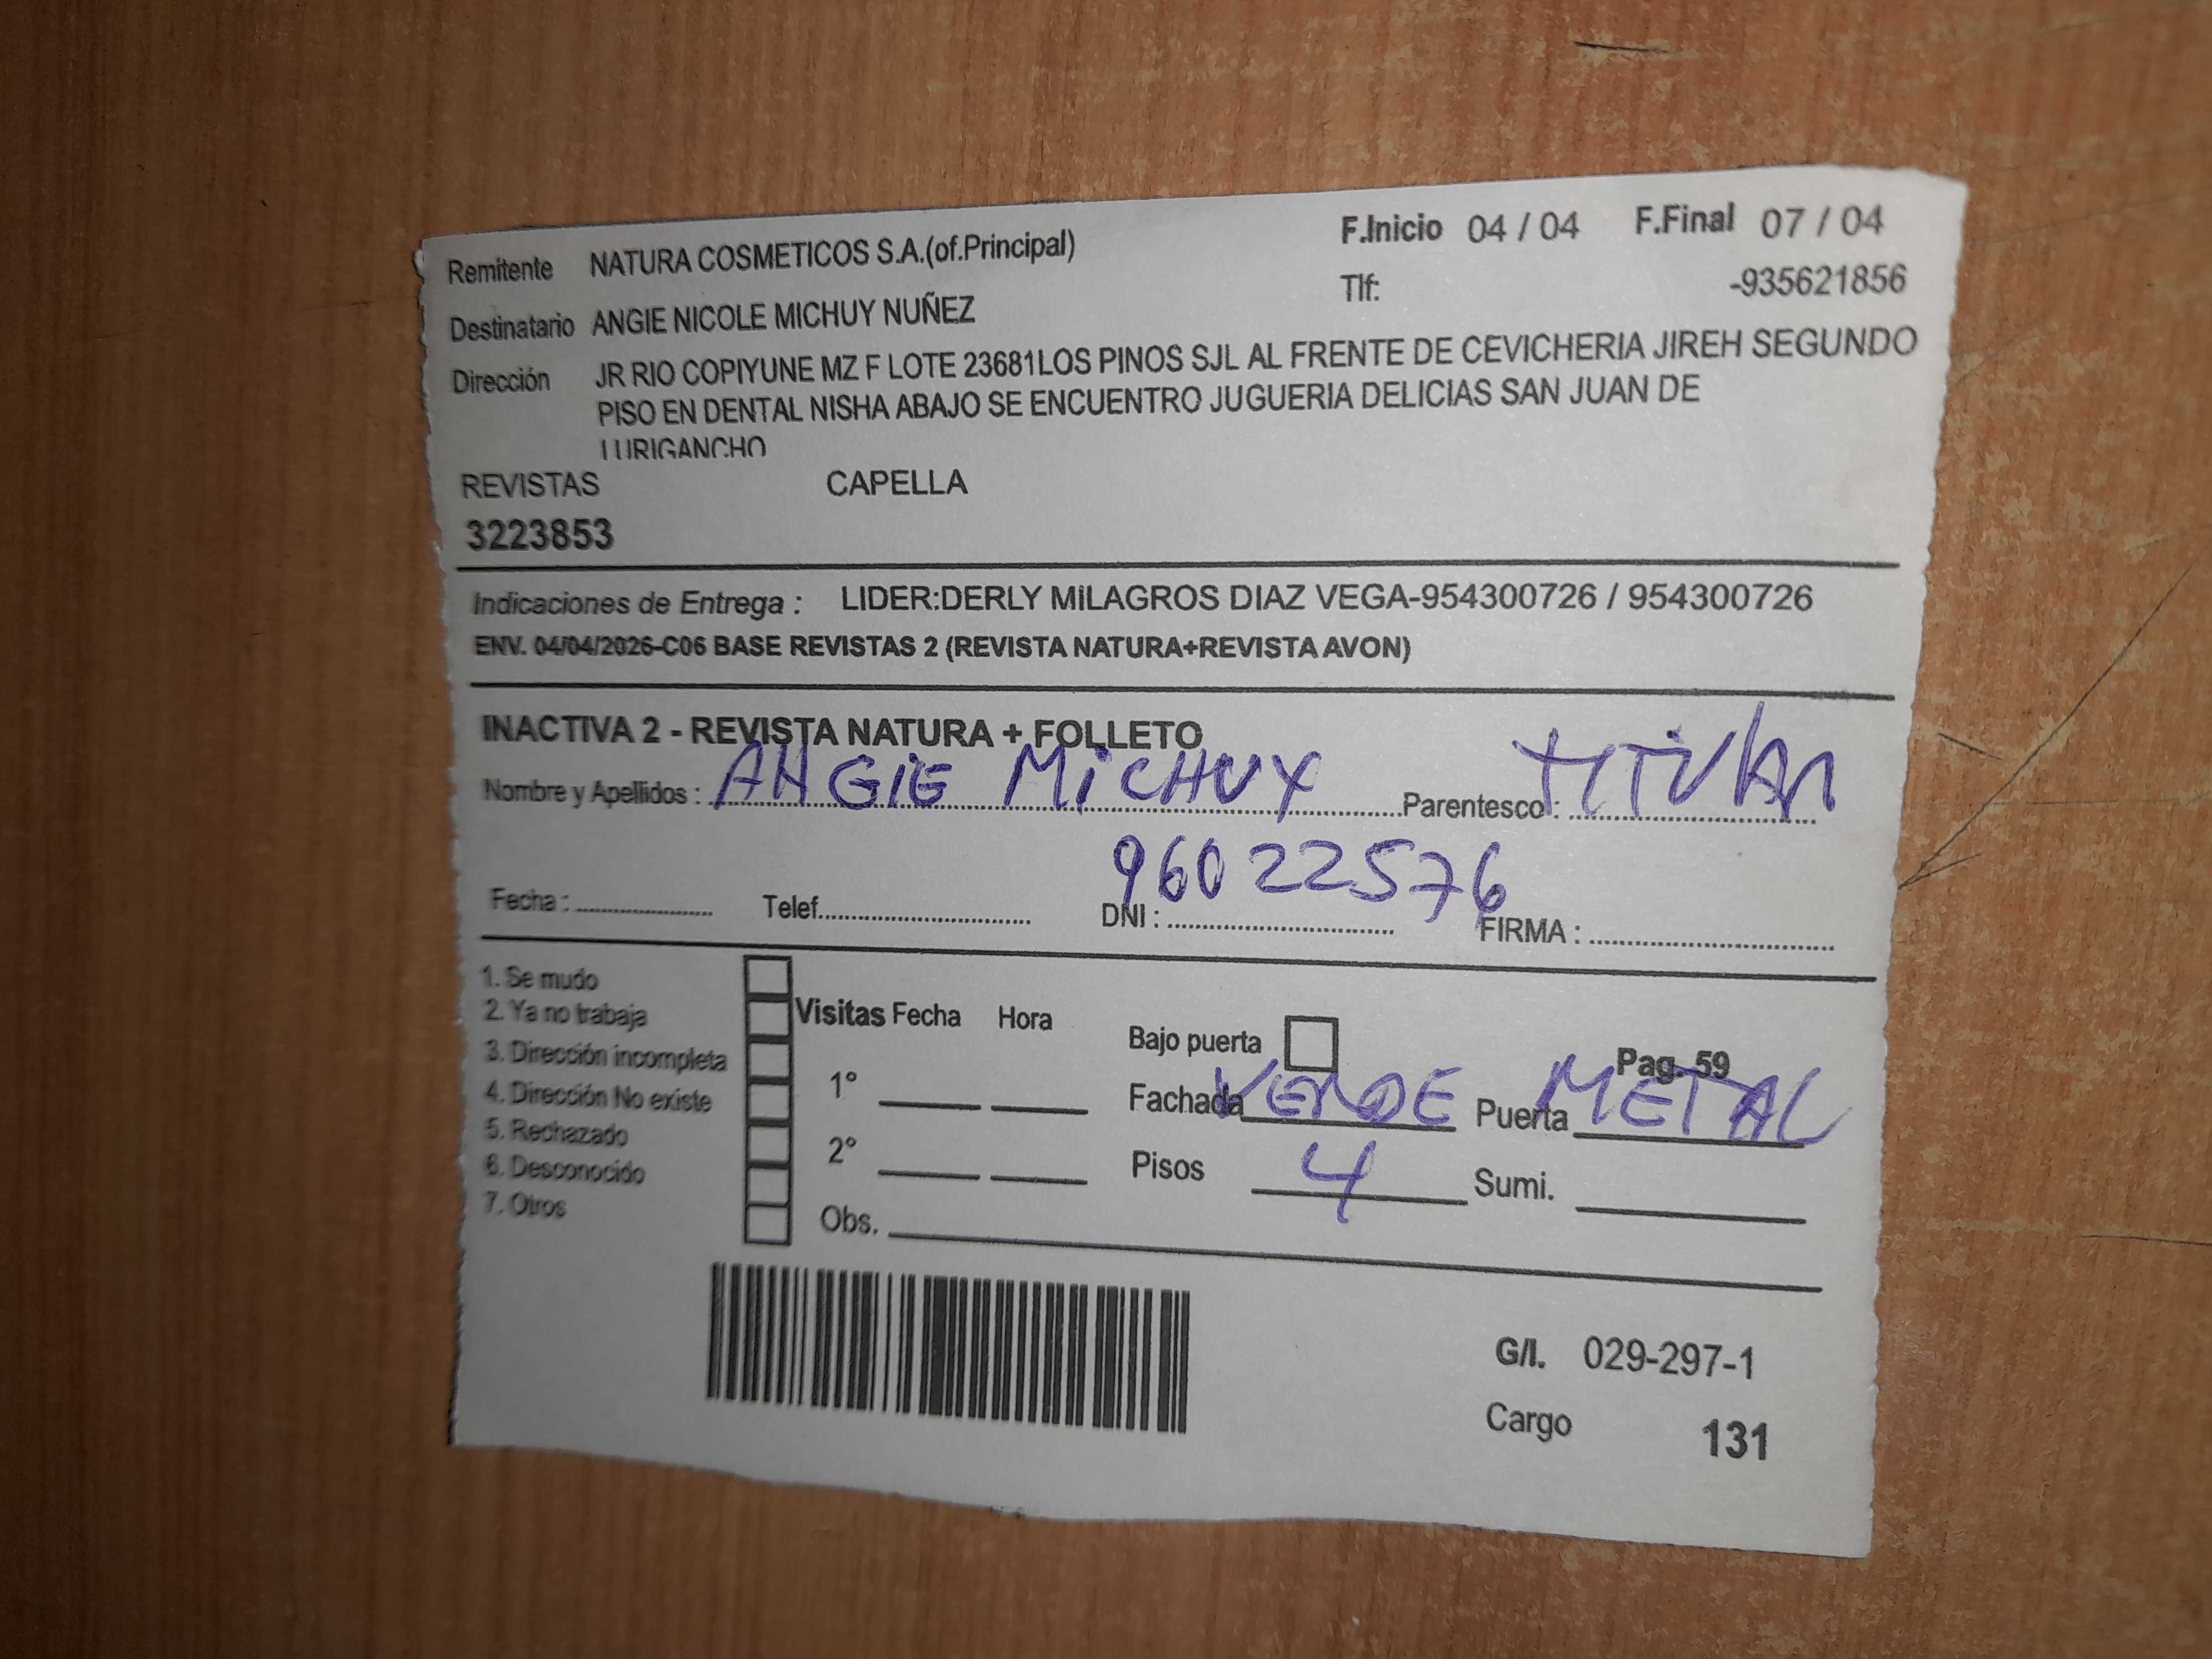 Remitente NATURA COSMETICOS S.A.(of.Principal) F.Inicio 04 / 04 F.Final 07 / 04
Tlf: -935621856
Destinatario ANGIE NICOLE MICHUY NUÑEZ
Dirección JR RIO COPIYUNE MZ F LOTE 23681LOS PINOS SJL AL FRENTE DE CEVICHERIA JIREH SEGUNDO
PISO EN DENTAL NISHA ABAJO SE ENCUENTRO JUGUERIA DELICIAS SAN JUAN DE
LURIGANCHO
REVISTAS CAPELLA
3223853
Indicaciones de Entrega : LIDER:DERLY MILAGROS DIAZ VEGA-954300726 / 954300726
ENV. 04/04/2026-C06 BASE REVISTAS 2 (REVISTA NATURA+REVISTA AVON)
INACTIVA 2 - REVISTA NATURA + FOLLETO
Nombre y Apellidos : ANGIE MiCHUY Parentesco : TITULAR
96022576
Fecha : Telef. DNI : FIRMA :
1. Se mudo
2. Ya no trabaja
3. Dirección incompleta
4. Dirección No existe
5. Rechazado
6. Desconocido
7. Otros
Visitas Fecha Hora
1°
2°
Obs.
Bajo puerta
Pag. 59
Fachada VERDE Puerta METAL
Pisos 4 Sumi.
G/I. 029-297-1
Cargo 131